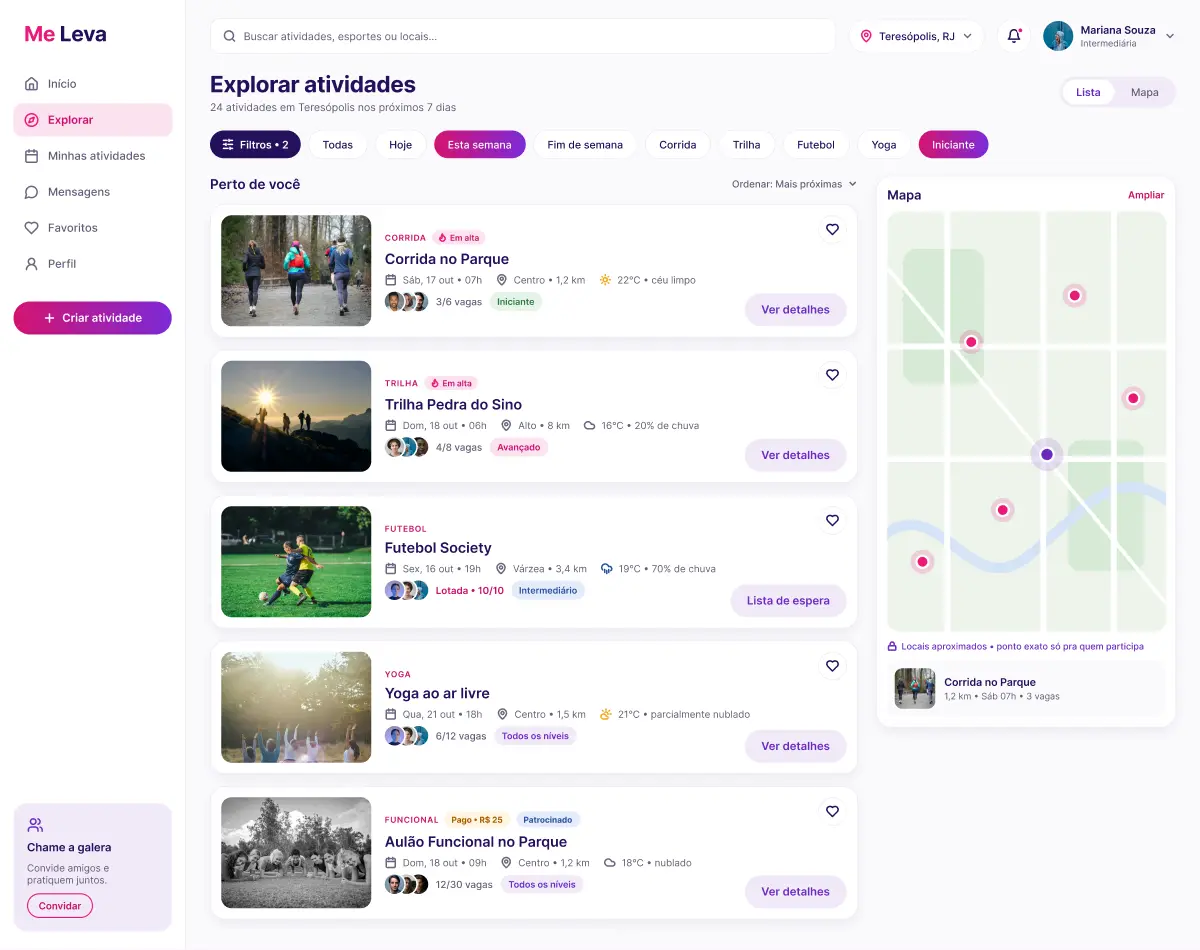 Me Leva
Buscar atividades, esportes ou locais...
Teresópolis, RJ
Mariana Souza
Intermediária
Início
Explorar
Minhas atividades
Mensagens
Favoritos
Perfil
+ Criar atividade
Explorar atividades
24 atividades em Teresópolis nos próximos 7 dias
Lista
Mapa
Filtros • 2
Todas
Hoje
Esta semana
Fim de semana
Corrida
Trilha
Futebol
Yoga
Iniciante
Perto de você
Ordenar: Mais próximas
CORRIDA
Em alta
Corrida no Parque
Sáb, 17 out • 07h
Centro • 1,2 km
22°C • céu limpo
3/6 vagas
Iniciante
Ver detalhes
TRILHA
Em alta
Trilha Pedra do Sino
Dom, 18 out • 06h
Alto • 8 km
16°C • 20% de chuva
4/8 vagas
Avançado
Ver detalhes
FUTEBOL
Futebol Society
Sex, 16 out • 19h
Várzea • 3,4 km
19°C • 70% de chuva
Lotada • 10/10
Intermediário
Lista de espera
YOGA
Yoga ao ar livre
Qua, 21 out • 18h
Centro • 1,5 km
21°C • parcialmente nublado
6/12 vagas
Todos os níveis
Ver detalhes
FUNCIONAL
Pago • R$ 25
Patrocinado
Aulão Funcional no Parque
Dom, 18 out • 09h
Centro • 1,2 km
18°C • nublado
12/30 vagas
Todos os níveis
Ver detalhes
Mapa
Ampliar
Locais aproximados • ponto exato só pra quem participa
Corrida no Parque
1,2 km • Sáb 07h • 3 vagas
Chame a galera
Convide amigos e
pratiquem juntos.
Convidar